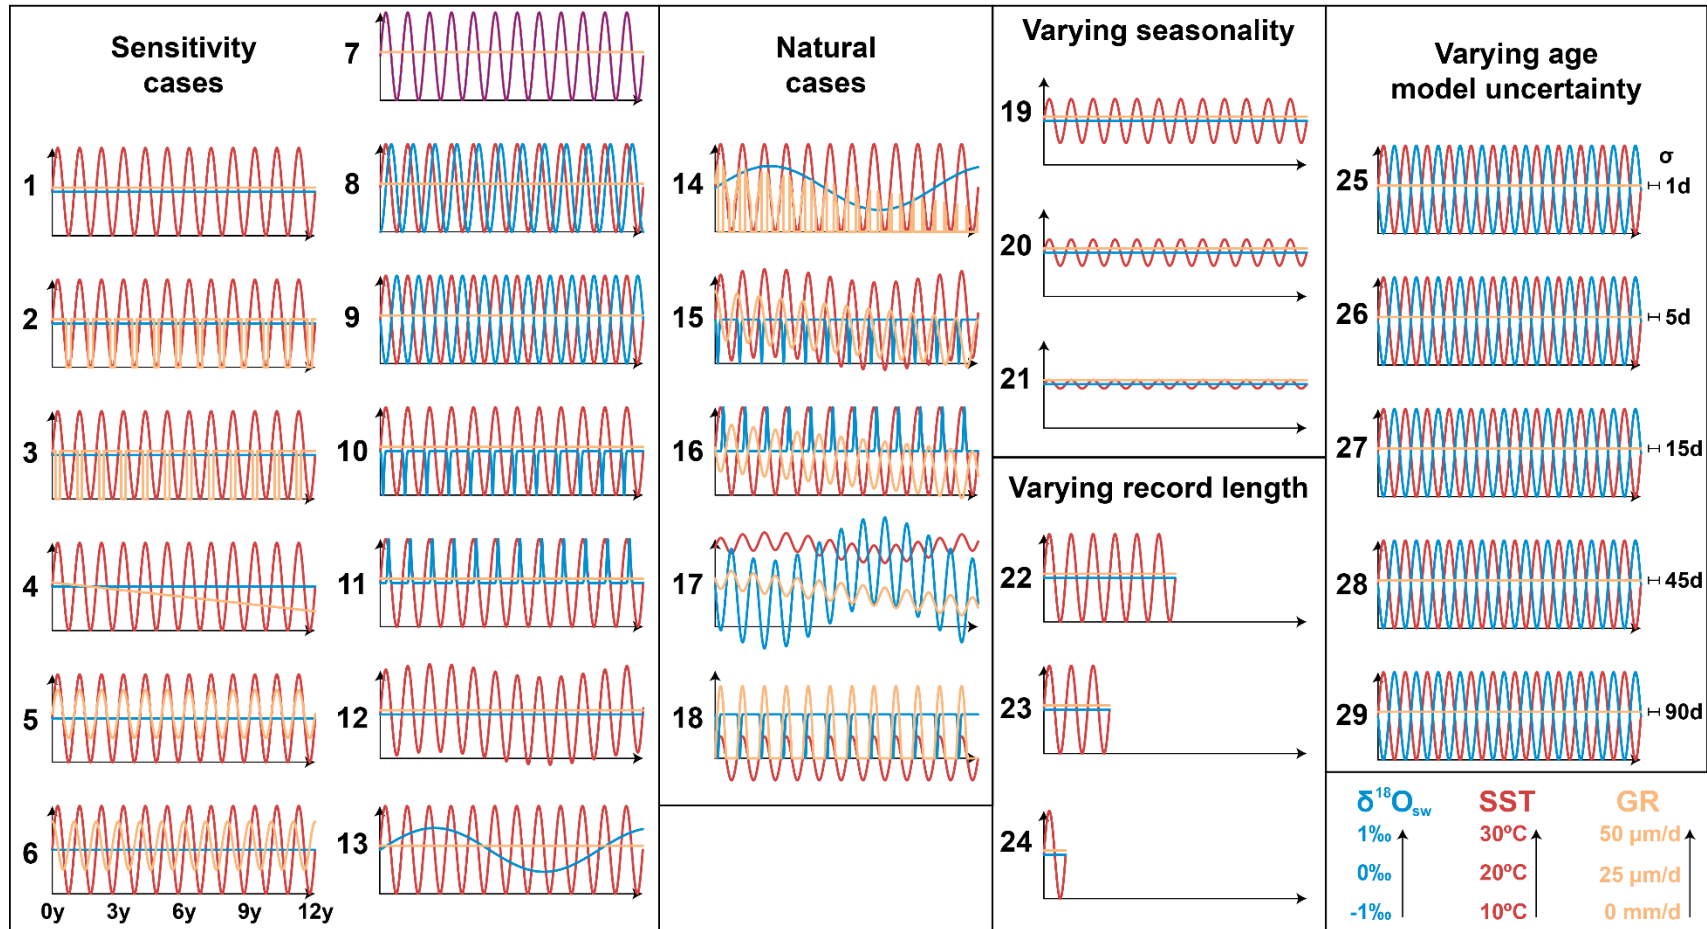 Sensitivity
cases
1
2
3
4
5
6
0y 3y 6y 9y 12y
7
8
9
10
11
12
13
Natural
cases
14
15
16
17
18
Varying seasonality
19
20
21
Varying record length
22
23
24
Varying age
model uncertainty
σ
25 1d
26 5d
27 15d
28 45d
29 90d
δ¹⁸Osw SST GR
1‰ 30ºC 50 µm/d
0‰ 20ºC 25 µm/d
-1‰ 10ºC 0 mm/d